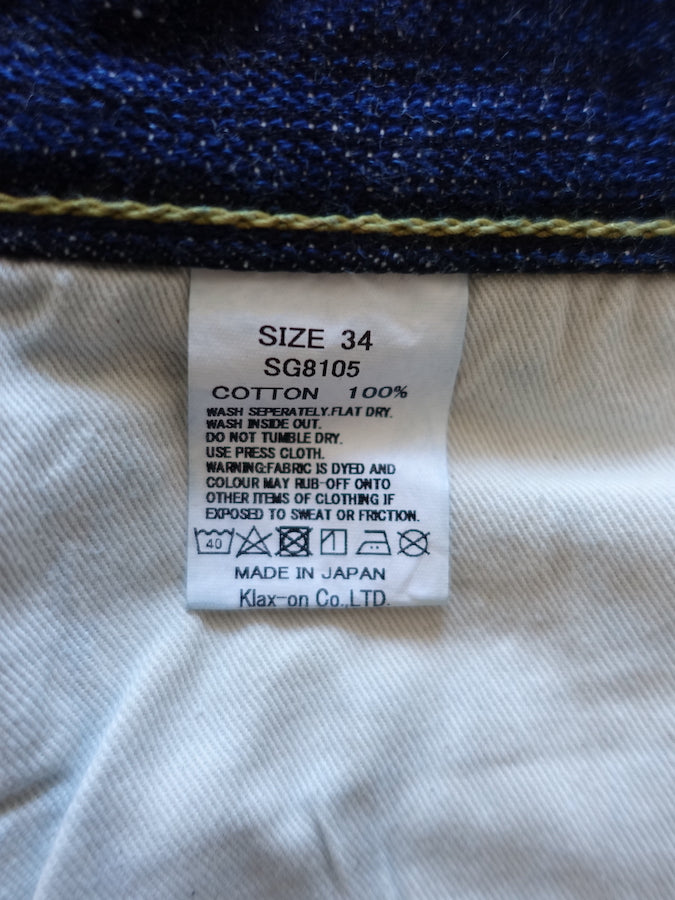 SIZE 34
SG8105
COTTON 100%
WASH SEPERATELY.FLAT DRY.
WASH INSIDE OUT.
DO NOT TUMBLE DRY.
USE PRESS CLOTH.
WARNING:FABRIC IS DYED AND
COLOUR MAY RUB-OFF ONTO
OTHER ITEMS OF CLOTHING IF
EXPOSED TO SWEAT OR FRICTION.
40
MADE IN JAPAN
Klax-on Co.,LTD.